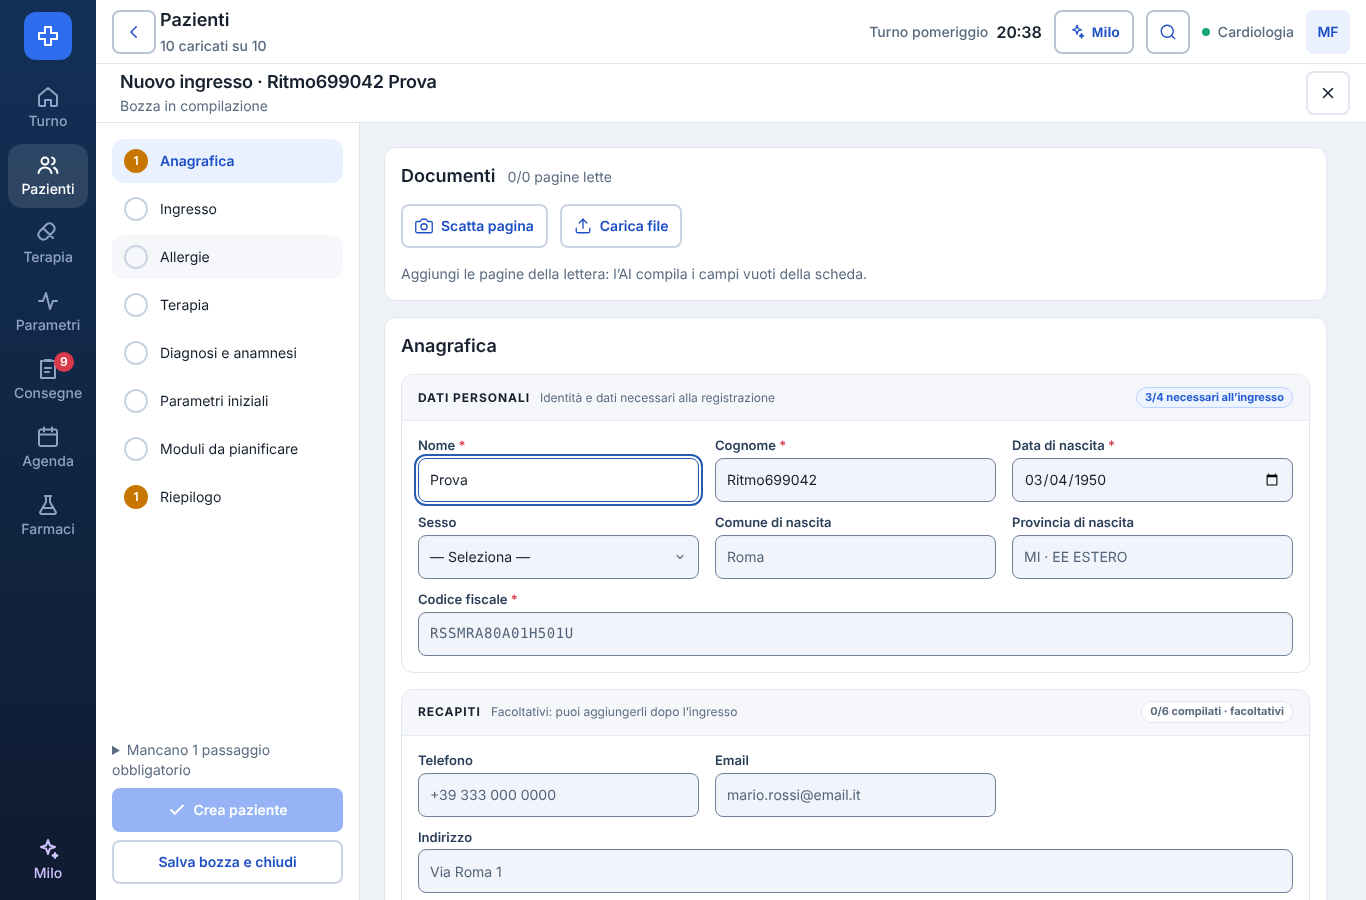 Pazienti
10 caricati su 10
Turno pomeriggio 20:38
Milo
Cardiologia
MF
Turno
Pazienti
Terapia
Parametri
9
Consegne
Agenda
Farmaci
Milo
Nuovo ingresso · Ritmo699042 Prova
Bozza in compilazione
1 Anagrafica
Ingresso
Allergie
Terapia
Diagnosi e anamnesi
Parametri iniziali
Moduli da pianificare
1 Riepilogo
Mancano 1 passaggio
obbligatorio
Crea paziente
Salva bozza e chiudi
Documenti 0/0 pagine lette
Scatta pagina
Carica file
Aggiungi le pagine della lettera: l’AI compila i campi vuoti della scheda.
Anagrafica
DATI PERSONALI Identità e dati necessari alla registrazione
3/4 necessari all’ingresso
Nome * Cognome * Data di nascita *
Prova Ritmo699042 03/04/1950
Sesso Comune di nascita Provincia di nascita
— Seleziona — Roma MI · EE ESTERO
Codice fiscale *
RSSMRA80A01H501U
RECAPITI Facoltativi: puoi aggiungerli dopo l’ingresso
0/6 compilati · facoltativi
Telefono Email
+39 333 000 0000 mario.rossi@email.it
Indirizzo
Via Roma 1